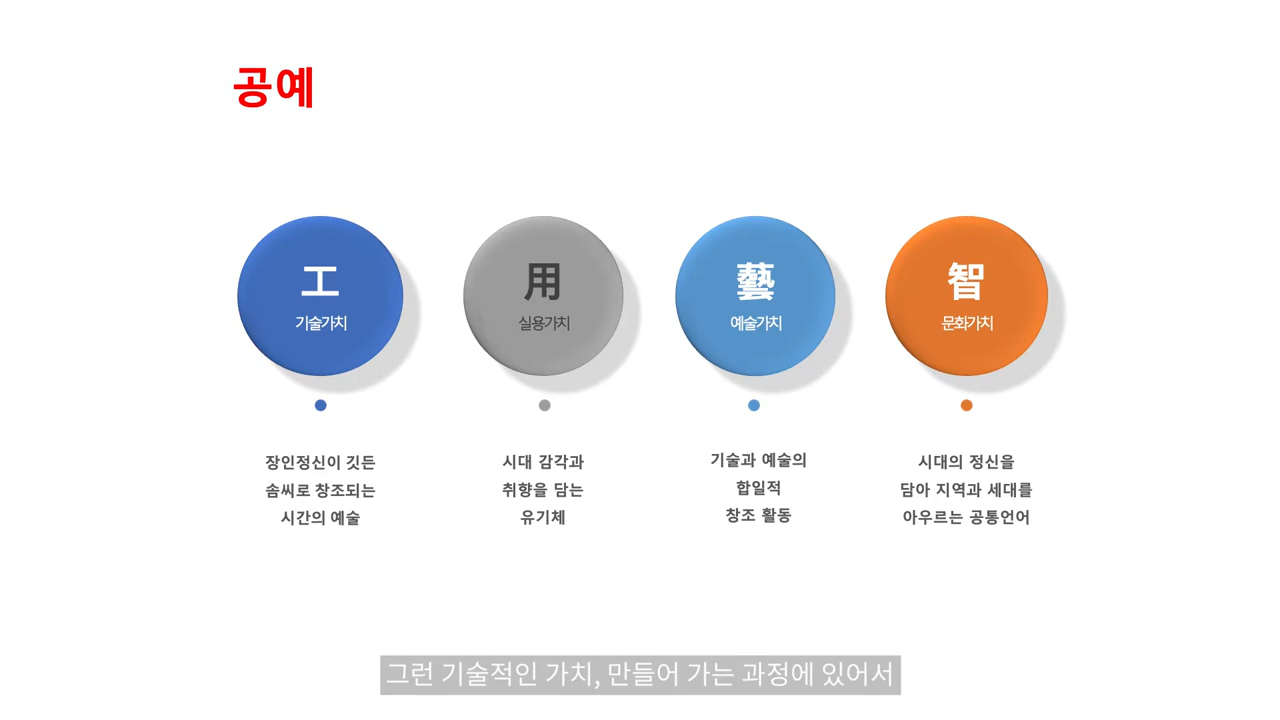 공예
工
기술가치
장인정신이 깃든
솜씨로 창조되는
시간의 예술
用
실용가치
시대 감각과
취향을 담는
유기체
藝
예술가치
기술과 예술의
합일적
창조 활동
智
문화가치
시대의 정신을
담아 지역과 세대를
아우르는 공통언어
그런 기술적인 가치, 만들어 가는 과정에 있어서